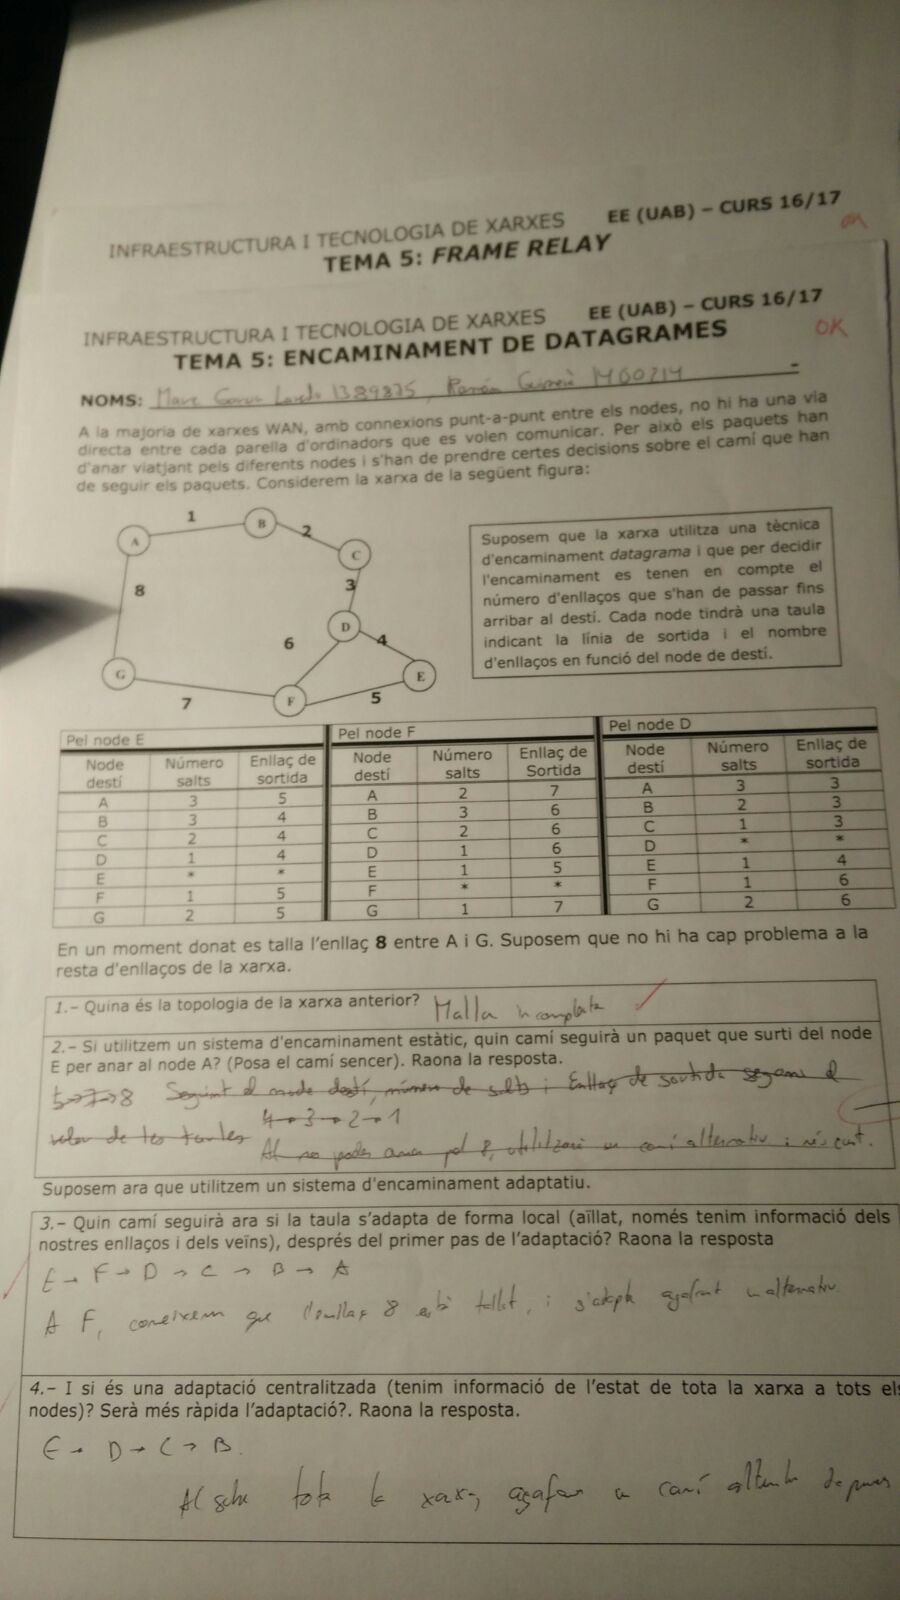 INFRAESTRUCTURA I TECNOLOGIA DE XARXES EE (UAB) – CURS 16/17
TEMA 5: FRAME RELAY
INFRAESTRUCTURA I TECNOLOGIA DE XARXES EE (UAB) – CURS 16/17
OK
TEMA 5: ENCAMINAMENT DE DATAGRAMES
NOMS: Marc 1389875, Ramón
A la majoria de xarxes WAN, amb connexions punt-a-punt entre els nodes, no hi ha una via
directa entre cada parella d'ordinadors que es volen comunicar. Per això els paquets han
d'anar viatjant pels diferents nodes i s'han de prendre certes decisions sobre el camí que han
de seguir els paquets. Considerem la xarxa de la següent figura:
A 1 B 2 C
8 3
6 D 4
G 7 F 5 E
Suposem que la xarxa utilitza una tècnica
d'encaminament datagrama i que per decidir
l'encaminament es tenen en compte el
número d'enllaços que s'han de passar fins
arribar al destí. Cada node tindrà una taula
indicant la línia de sortida i el nombre
d'enllaços en funció del node de destí.
Pel node E Pel node F Pel node D
Node Número Enllaç de Node Número Enllaç de Node Número Enllaç de
destí salts sortida destí salts Sortida destí salts sortida
A 3 5 A 2 7 A 3 3
B 3 4 B 3 6 B 2 3
C 2 4 C 2 6 C 1 3
D 1 4 D 1 6 D * *
E * * E 1 5 E 1 4
F 1 5 F * * F 1 6
G 2 5 G 1 7 G 2 6
En un moment donat es talla l'enllaç 8 entre A i G. Suposem que no hi ha cap problema a la
resta d'enllaços de la xarxa.
1.- Quina és la topologia de la xarxa anterior? Malla incompleta
2.- Si utilitzem un sistema d'encaminament estàtic, quin camí seguirà un paquet que surti del node
E per anar al node A? (Posa el camí sencer). Raona la resposta.
5→7→8 Seguint el node destí, número de salts i Enllaç de sortida segons el
valor de les taules 4→3→2→1
Al no poder anar pel 8, utilitzarà un camí alternatiu i més curt.
Suposem ara que utilitzem un sistema d'encaminament adaptatiu.
3.- Quin camí seguirà ara si la taula s'adapta de forma local (aïllat, només tenim informació dels
nostres enllaços i dels veïns), després del primer pas de l'adaptació? Raona la resposta
E → F → D → C → B → A
A F, coneixem que l'enllaç 8 està tallat, i s'adapta agafant un alternatiu
4.- I si és una adaptació centralitzada (tenim informació de l'estat de tota la xarxa a tots els
nodes)? Serà més ràpida l'adaptació?. Raona la resposta.
E → D → C → B.
Al saber tota la xarxa, agafem un camí